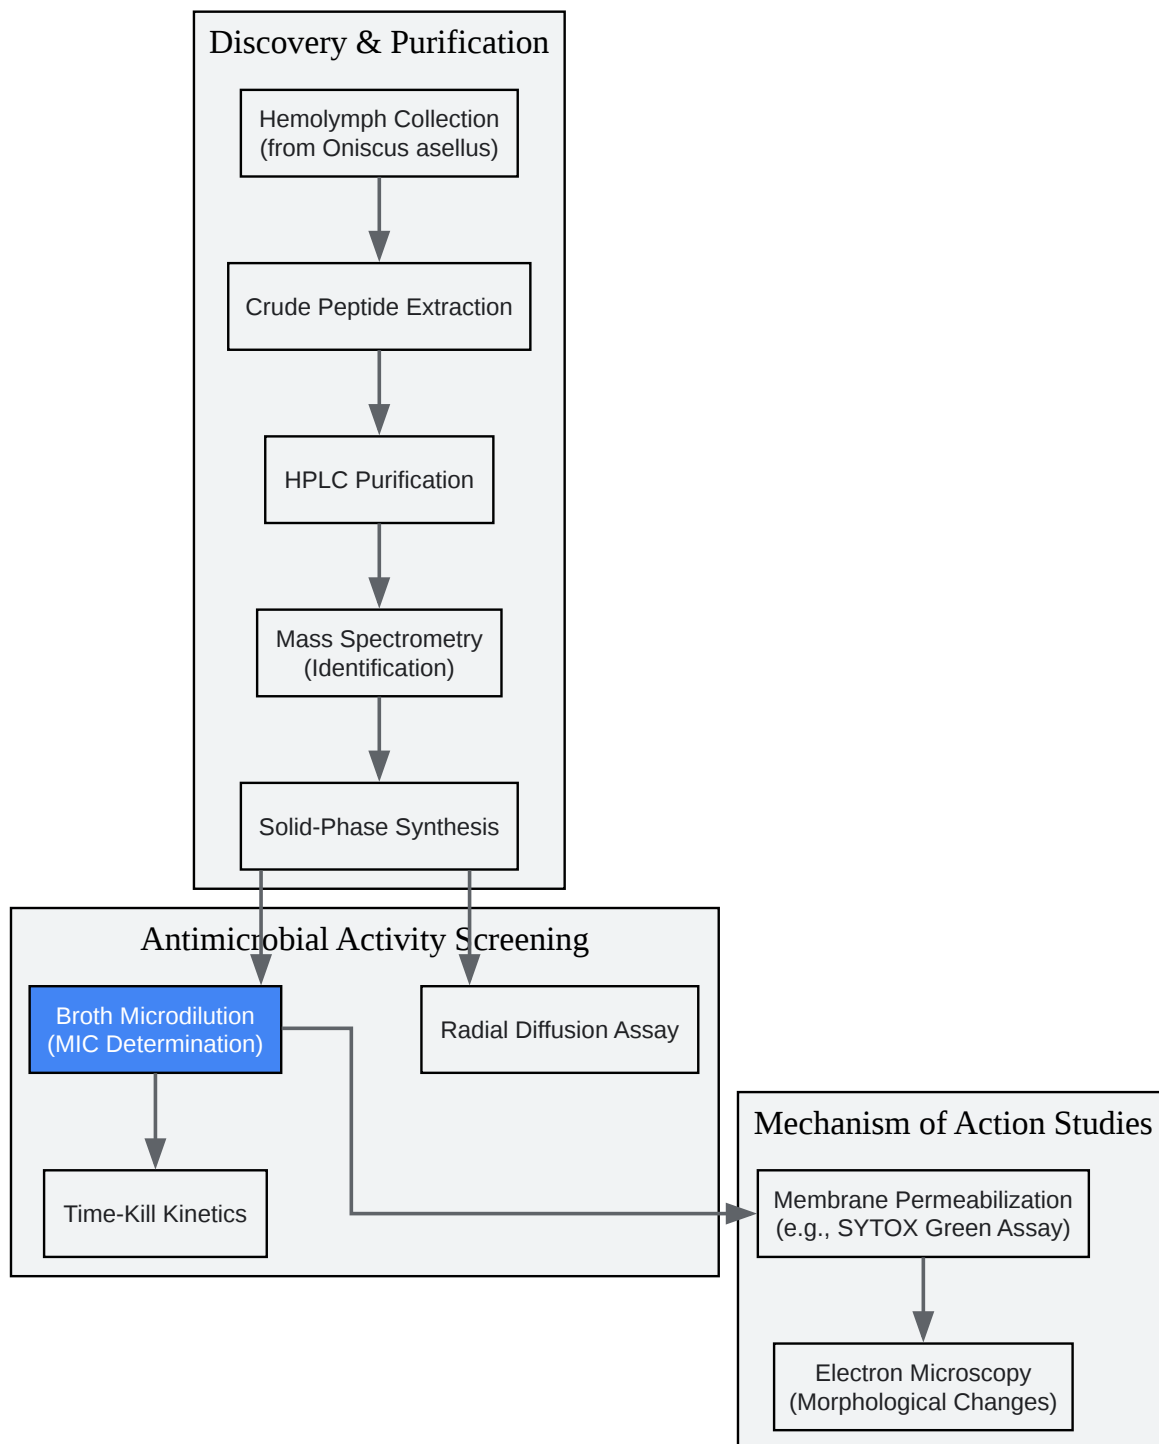 Discovery & Purification
Hemolymph Collection
(from Oniscus asellus)
Crude Peptide Extraction
HPLC Purification
Mass Spectrometry
(Identification)
Solid-Phase Synthesis
Antimicrobial Activity Screening
Broth Microdilution
(MIC Determination)
Radial Diffusion Assay
Time-Kill Kinetics
Mechanism of Action Studies
Membrane Permeabilization
(e.g., SYTOX Green Assay)
Electron Microscopy
(Morphological Changes)